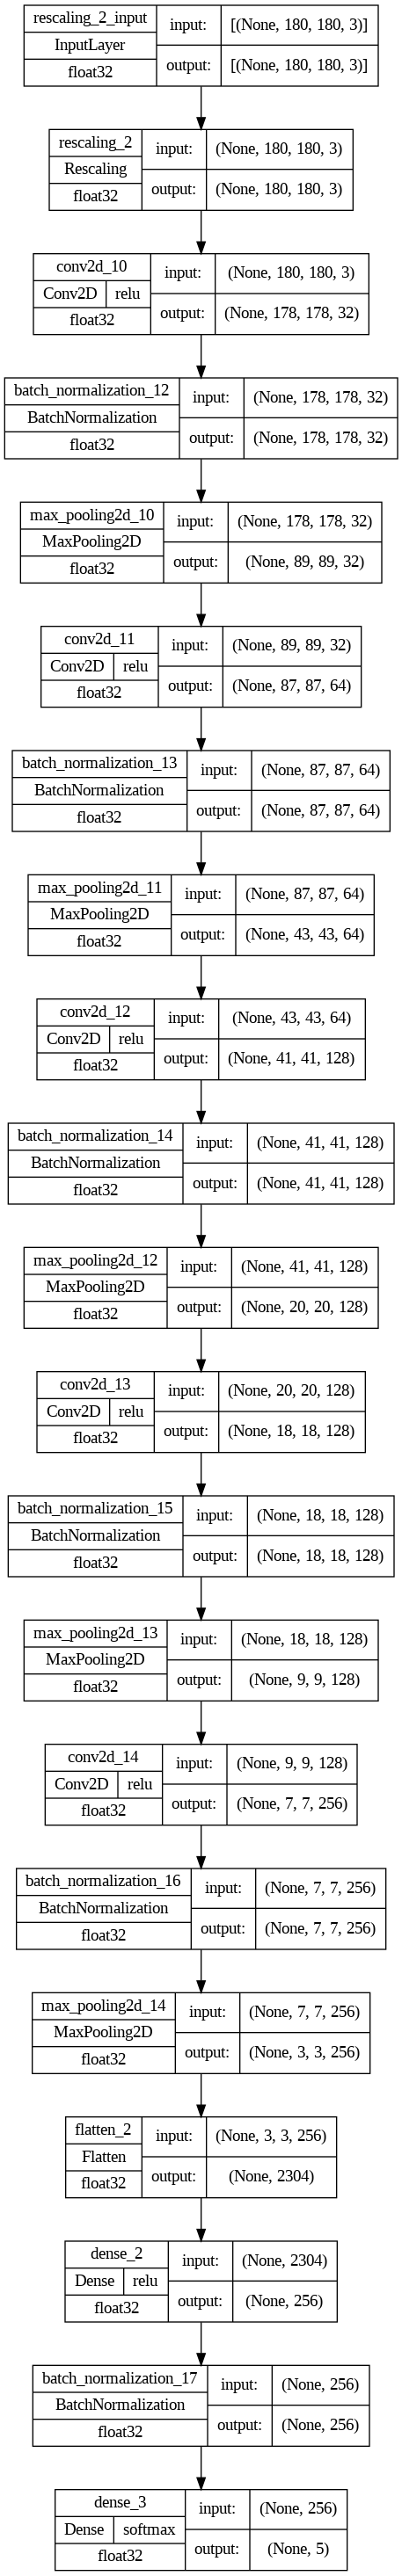 rescaling_2_input input: [(None, 180, 180, 3)]
InputLayer
float32 output: [(None, 180, 180, 3)]
rescaling_2 input: (None, 180, 180, 3)
Rescaling
float32 output: (None, 180, 180, 3)
conv2d_10 input: (None, 180, 180, 3)
Conv2D relu
float32 output: (None, 178, 178, 32)
batch_normalization_12 input: (None, 178, 178, 32)
BatchNormalization
float32 output: (None, 178, 178, 32)
max_pooling2d_10 input: (None, 178, 178, 32)
MaxPooling2D
float32 output: (None, 89, 89, 32)
conv2d_11 input: (None, 89, 89, 32)
Conv2D relu
float32 output: (None, 87, 87, 64)
batch_normalization_13 input: (None, 87, 87, 64)
BatchNormalization
float32 output: (None, 87, 87, 64)
max_pooling2d_11 input: (None, 87, 87, 64)
MaxPooling2D
float32 output: (None, 43, 43, 64)
conv2d_12 input: (None, 43, 43, 64)
Conv2D relu
float32 output: (None, 41, 41, 128)
batch_normalization_14 input: (None, 41, 41, 128)
BatchNormalization
float32 output: (None, 41, 41, 128)
max_pooling2d_12 input: (None, 41, 41, 128)
MaxPooling2D
float32 output: (None, 20, 20, 128)
conv2d_13 input: (None, 20, 20, 128)
Conv2D relu
float32 output: (None, 18, 18, 128)
batch_normalization_15 input: (None, 18, 18, 128)
BatchNormalization
float32 output: (None, 18, 18, 128)
max_pooling2d_13 input: (None, 18, 18, 128)
MaxPooling2D
float32 output: (None, 9, 9, 128)
conv2d_14 input: (None, 9, 9, 128)
Conv2D relu
float32 output: (None, 7, 7, 256)
batch_normalization_16 input: (None, 7, 7, 256)
BatchNormalization
float32 output: (None, 7, 7, 256)
max_pooling2d_14 input: (None, 7, 7, 256)
MaxPooling2D
float32 output: (None, 3, 3, 256)
flatten_2 input: (None, 3, 3, 256)
Flatten
float32 output: (None, 2304)
dense_2 input: (None, 2304)
Dense relu
float32 output: (None, 256)
batch_normalization_17 input: (None, 256)
BatchNormalization
float32 output: (None, 256)
dense_3 input: (None, 256)
Dense softmax
float32 output: (None, 5)